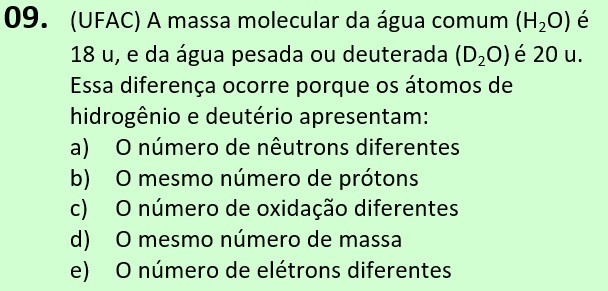 09. (UFAC) A massa molecular da água comum (H₂O) é
18 u, e da água pesada ou deuterada (D₂O) é 20 u.
Essa diferença ocorre porque os átomos de
hidrogênio e deutério apresentam:
a) O número de nêutrons diferentes
b) O mesmo número de prótons
c) O número de oxidação diferentes
d) O mesmo número de massa
e) O número de elétrons diferentes